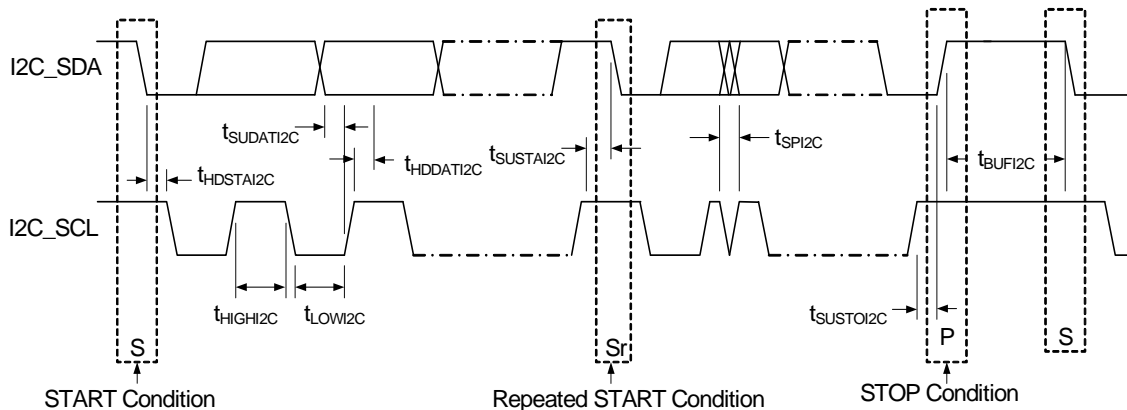 I2C_SDA
tSUDATI2C
tHDSTAI2C
tHDDATI2C
tSUSTAI2C
tSPI2C
tBUFI2C
I2C_SCL
tHIGHI2C
tLOWI2C
tSUSTOI2C
S
Sr
P
S
START Condition
Repeated START Condition
STOP Condition